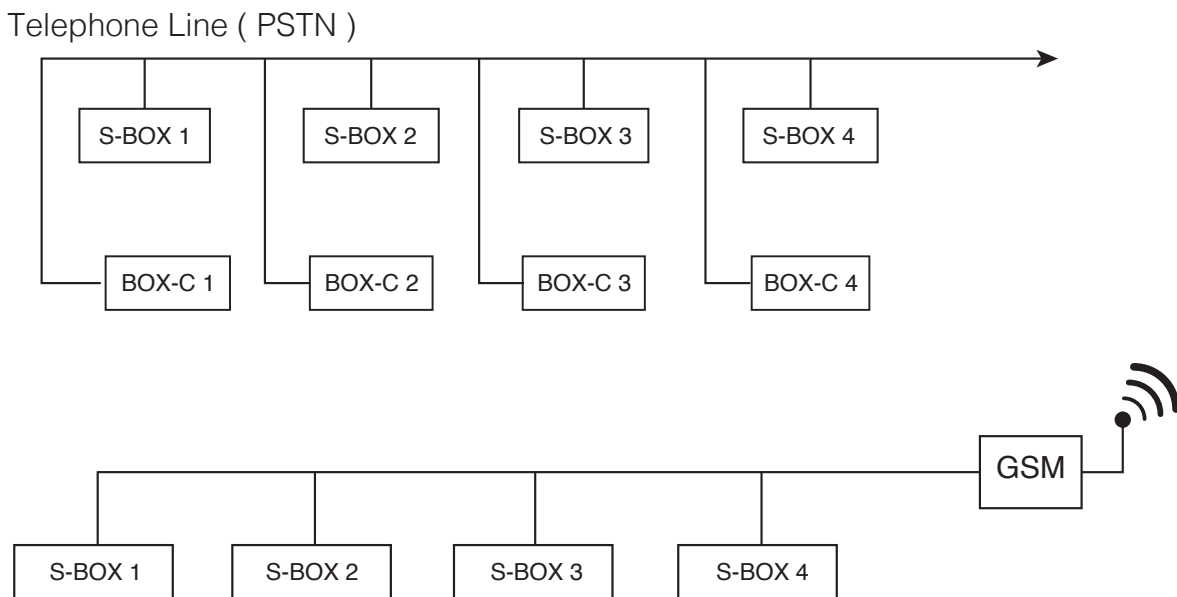 Telephone Line ( PSTN )
S-BOX 1
S-BOX 2
S-BOX 3
S-BOX 4
BOX-C 1
BOX-C 2
BOX-C 3
BOX-C 4
GSM
S-BOX 1
S-BOX 2
S-BOX 3
S-BOX 4